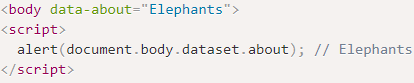 <body data-about="Elephants">
<script>
  alert(document.body.dataset.about); // Elephants
</script>